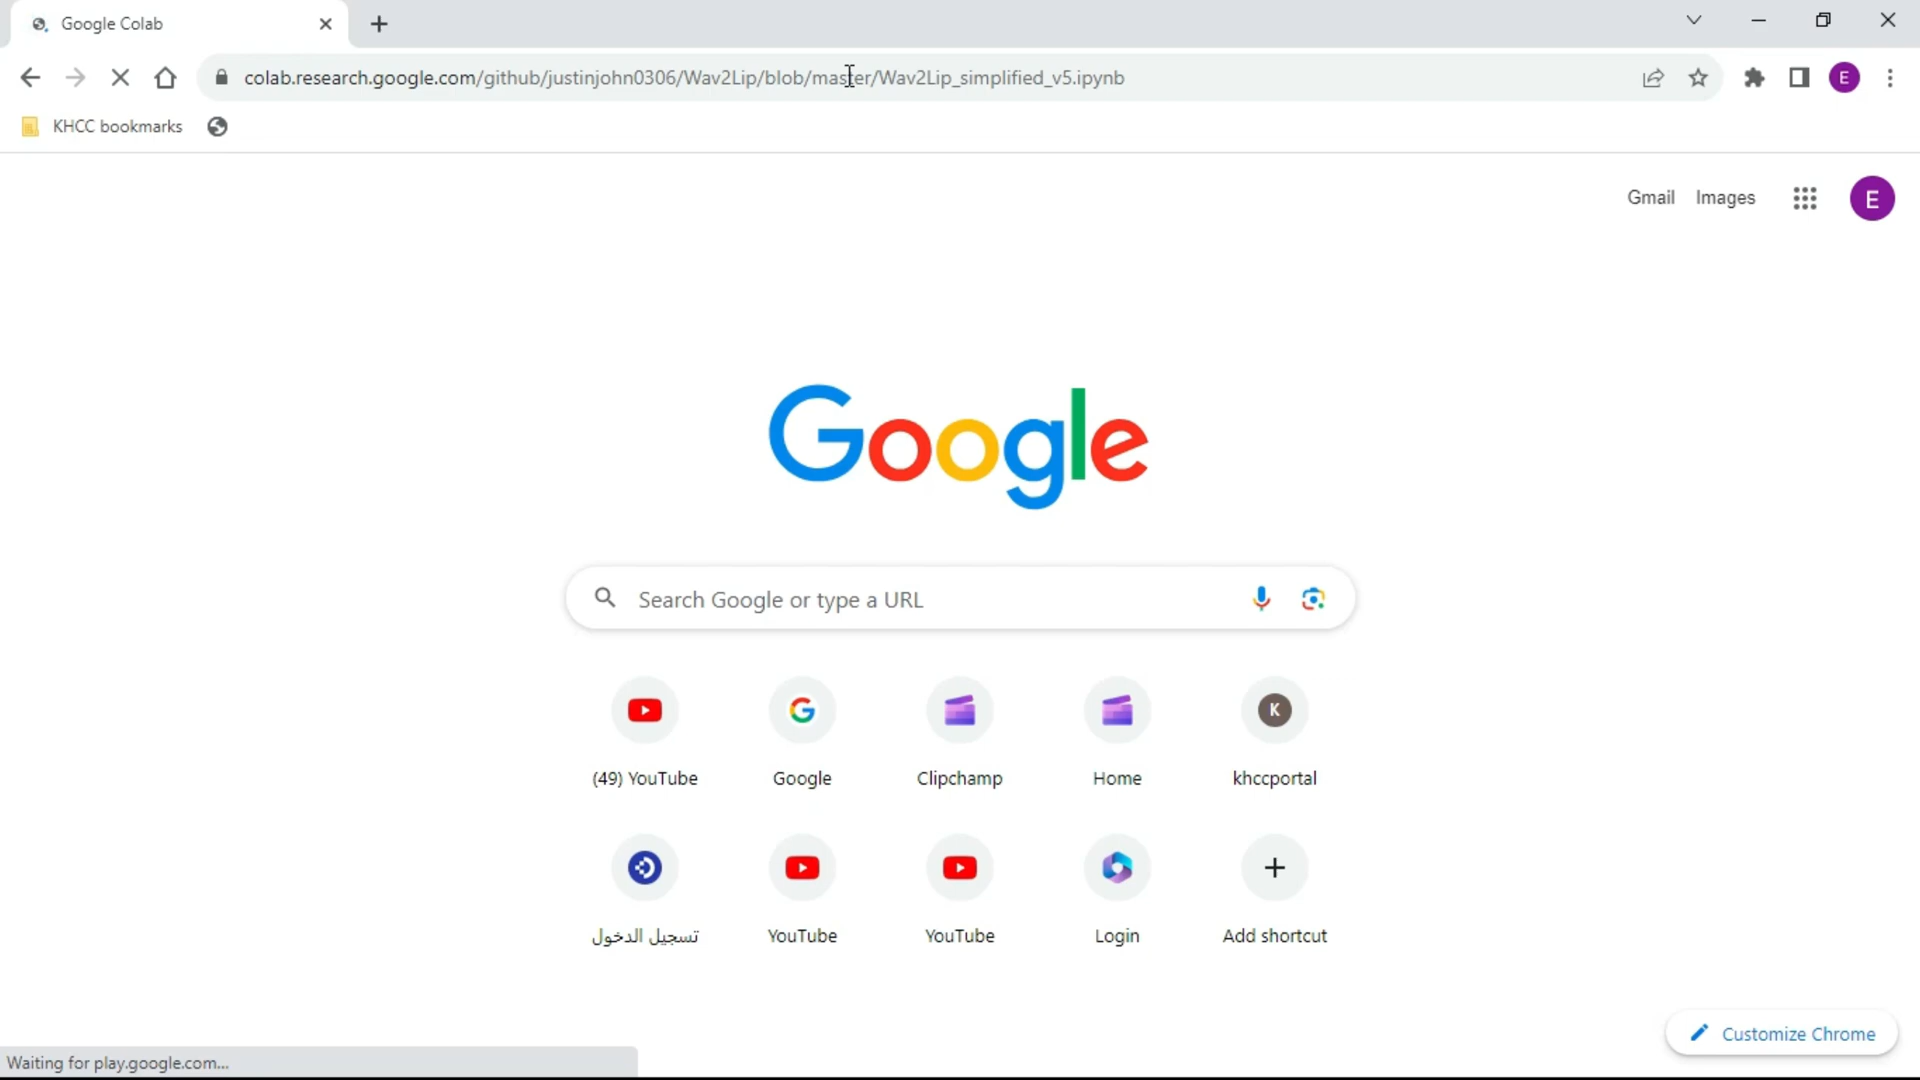 Google Colab
colab.research.google.com/github/justinjohn0306/Wav2Lip/blob/master/Wav2Lip_simplified_v5.ipynb
E
KHCC bookmarks
Gmail Images
E
Google
Search Google or type a URL
K
(49) YouTube Google Clipchamp Home khccportal
تسجيل الدخول YouTube YouTube Login Add shortcut
Customize Chrome
Waiting for play.google.com...